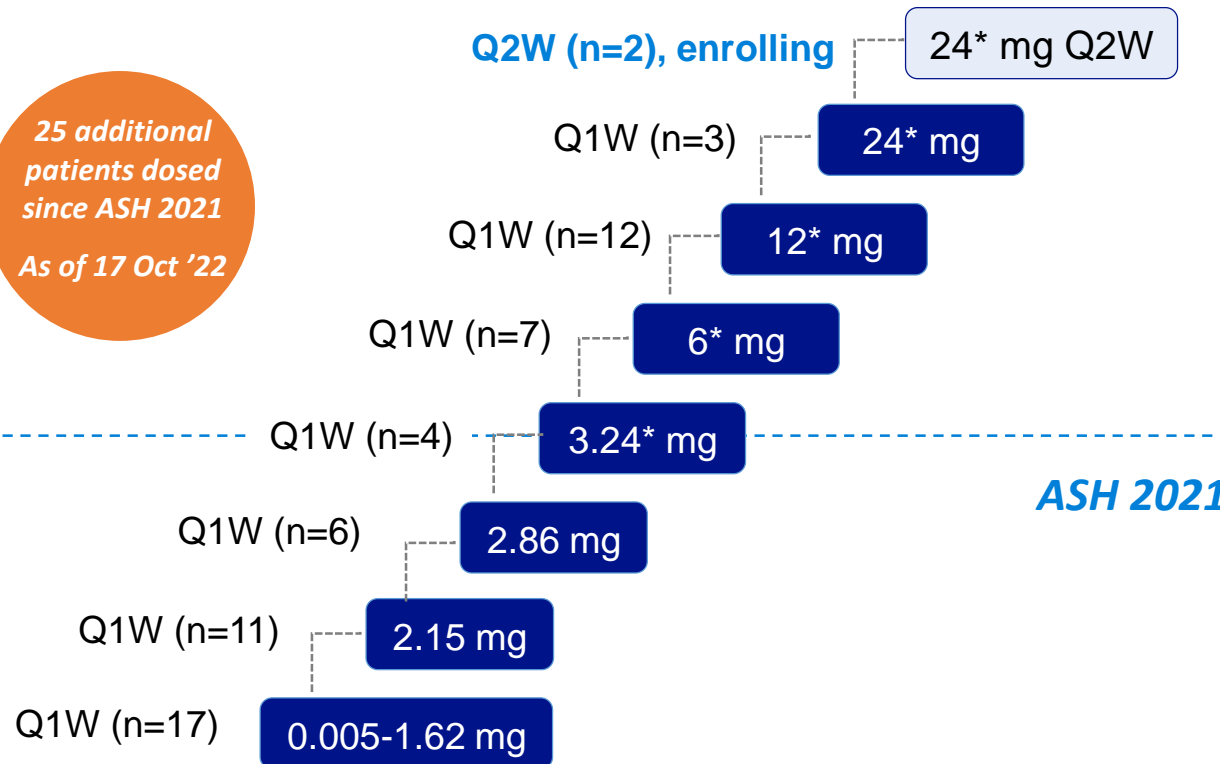 Q2W (n=2), enrolling
24* mg Q2W
25 additional
patients dosed
since ASH 2021
As of 17 Oct ’22
Q1W (n=3)
24* mg
Q1W (n=12)
12* mg
Q1W (n=7)
6* mg
Q1W (n=4)
3.24* mg
ASH 2021
Q1W (n=6)
2.86 mg
Q1W (n=11)
2.15 mg
Q1W (n=17)
0.005-1.62 mg